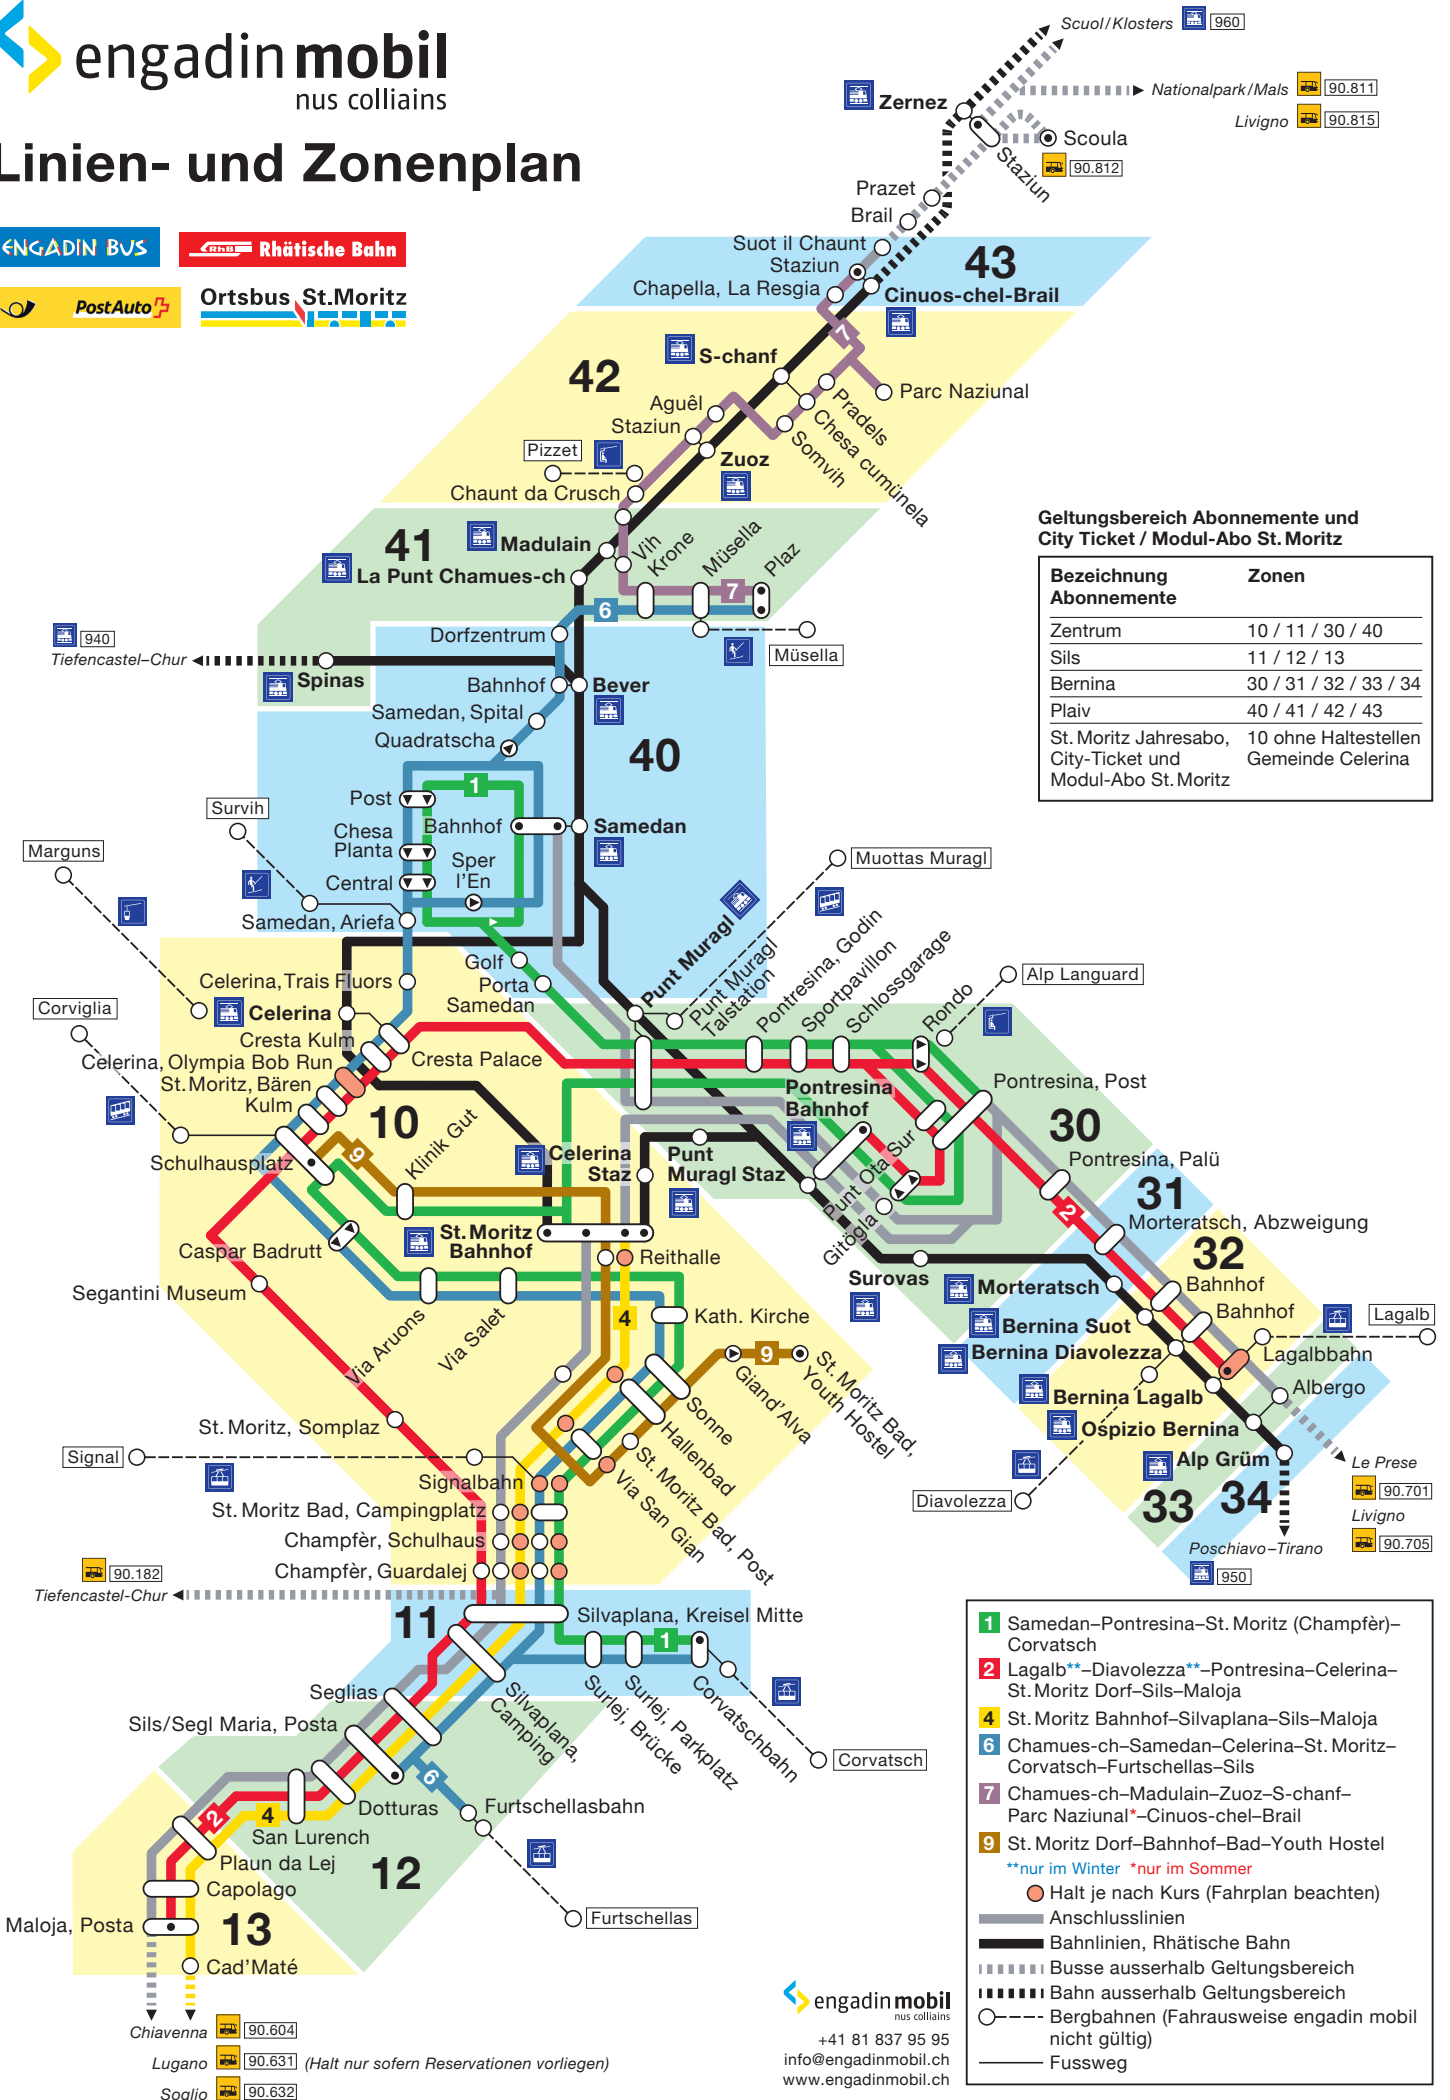 engadin mobil
nus colliains
Linien- und Zonenplan
ENGADIN BUS
RhB Rhätische Bahn
PostAuto
Ortsbus St. Moritz
Scuol/Klosters 960
Nationalpark/Mals 90.811
Livigno 90.815
Zernez
Scoula
90.812
Staziun
Prazet
Brail
Suot il Chaunt
Staziun
Chapella, La Resgia
43
Cinuos-chel-Brail
7
42
S-chanf
Parc Naziunal
Pradels
Chesa cumünela
Somvih
Aguêl
Staziun
Zuoz
Pizzet
Chaunt da Crusch
41
Madulain
La Punt Chamues-ch
Vih
Krone
Müsella
Plaz
7
6
Müsella
Geltungsbereich Abonnemente und
City Ticket / Modul-Abo St. Moritz
Bezeichnung Zonen
Abonnemente
Zentrum 10 / 11 / 30 / 40
Sils 11 / 12 / 13
Bernina 30 / 31 / 32 / 33 / 34
Plaiv 40 / 41 / 42 / 43
St. Moritz Jahresabo, 10 ohne Haltestellen
City-Ticket und Gemeinde Celerina
Modul-Abo St. Moritz
940
Tiefencastel–Chur
Spinas
Dorfzentrum
Bahnhof
Bever
Samedan, Spital
Quadratscha
40
1
Post
Chesa
Planta
Central
Bahnhof
Sper
l'En
Samedan
Survih
Marguns
Samedan, Ariefa
Muottas Muragl
Punt Muragl
Punt Muragl
Talstation
Pontresina, Godin
Sportpavillon
Schlossgarage
Rondo
Alp Languard
Golf
Porta
Samedan
Celerina, Trais Fluors
Corviglia
Celerina
Cresta Kulm
Cresta Palace
Celerina, Olympia Bob Run
St. Moritz, Bären
Kulm
10
Schulhausplatz
9
Klinik Gut
Pontresina
Bahnhof
Pontresina, Post
30
Punt Ota Sur
Gitögla
Celerina
Staz
Punt
Muragl Staz
St. Moritz
Bahnhof
Pontresina, Palü
31
2
Morteratsch, Abzweigung
32
Surovas
Morteratsch
Bahnhof
Bernina Suot
Bahnhof
Lagalb
Bernina Diavolezza
Lagalbbahn
Bernina Lagalb
Albergo
Ospizio Bernina
Alp Grüm
Diavolezza
33
34
Le Prese
90.701
Livigno
90.705
Poschiavo–Tirano
950
Caspar Badrutt
Segantini Museum
Reithalle
Kath. Kirche
4
Via Aruons
Via Salet
9
Giand'Alva
St. Moritz Bad,
Youth Hostel
Sonne
Hallenbad
St. Moritz Bad, Post
Via San Gian
St. Moritz, Somplaz
Signal
Signalbahn
St. Moritz Bad, Campingplatz
Champfèr, Schulhaus
Champfèr, Guardalej
90.182
Tiefencastel-Chur
11
Silvaplana, Kreisel Mitte
1
Silvaplana,
Camping
Surlej, Brücke
Surlej, Parkplatz
Corvatschbahn
Corvatsch
Seglias
Sils/Segl Maria, Posta
6
Furtschellasbahn
Furtschellas
Dotturas
San Lurench
2
4
12
Plaun da Lej
Capolago
Maloja, Posta
13
Cad'Maté
Chiavenna 90.604
Lugano 90.631 (Halt nur sofern Reservationen vorliegen)
Soglio 90.632
engadin mobil
nus colliains
+41 81 837 95 95
info@engadinmobil.ch
www.engadinmobil.ch
1 Samedan–Pontresina–St. Moritz (Champfèr)–
Corvatsch
2 Lagalb**–Diavolezza**–Pontresina–Celerina–
St. Moritz Dorf–Sils–Maloja
4 St. Moritz Bahnhof–Silvaplana–Sils–Maloja
6 Chamues-ch–Samedan–Celerina–St. Moritz–
Corvatsch–Furtschellas–Sils
7 Chamues-ch–Madulain–Zuoz–S-chanf–
Parc Naziunal*–Cinuos-chel–Brail
9 St. Moritz Dorf–Bahnhof–Bad–Youth Hostel
**nur im Winter *nur im Sommer
Halt je nach Kurs (Fahrplan beachten)
Anschlusslinien
Bahnlinien, Rhätische Bahn
Busse ausserhalb Geltungsbereich
Bahn ausserhalb Geltungsbereich
Bergbahnen (Fahrausweise engadin mobil
nicht gültig)
Fussweg